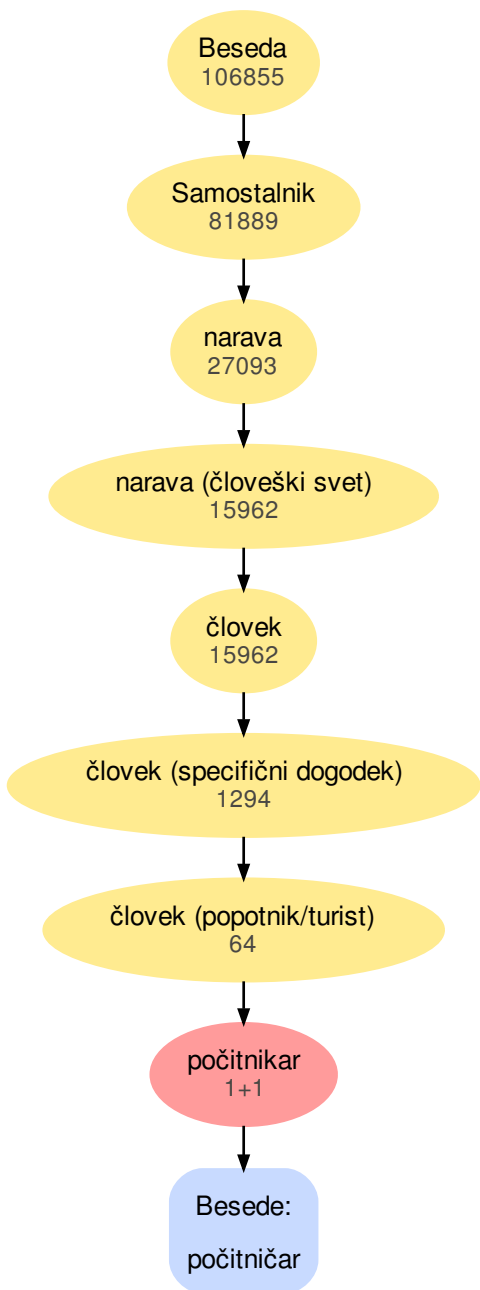 Beseda
106855
Samostalnik
81889
narava
27093
narava (človeški svet)
15962
človek
15962
človek (specifični dogodek)
1294
človek (popotnik/turist)
64
počitnikar
1+1
Besede:
počitničar